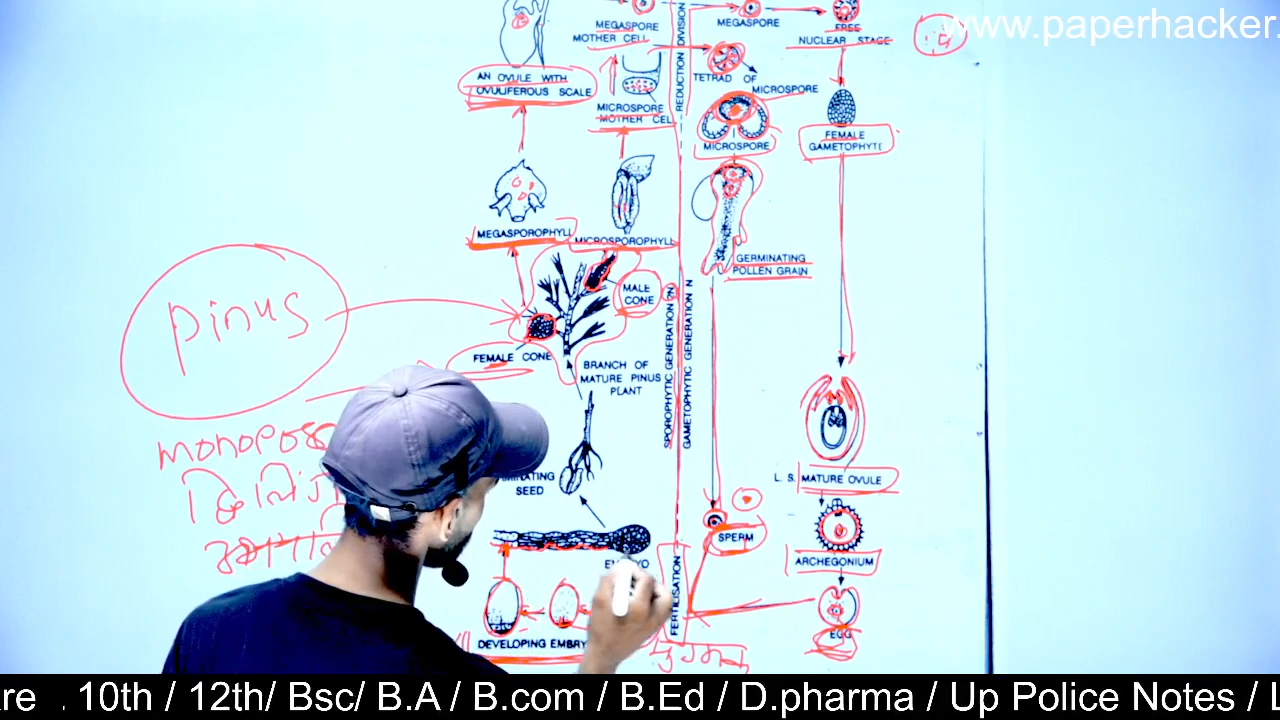 www.paperhacker.
MEGASPORE
MOTHER CELL
MEGASPORE
FREE
NUCLEAR STAGE
REDUCTION DIVISION
AN OVULE WITH
OVULIFEROUS SCALE
TETRAD OF
MICROSPORE
MICROSPORE
MOTHER CEL
MICROSPORE
FEMALE
GAMETOPHYTE
MEGASPOROPHYLL
MICROSPOROPHYLL
GERMINATING
POLLEN GRAIN
MALE
CONE
Pinus
FEMALE CONE
BRANCH OF
MATURE PINUS
PLANT
SPOROPHYTIC GENERATION 2N
GAMETOPHYTIC GENERATION N
L. S. MATURE OVULE
MINATING
SEED
SPERM
ARCHEGONIUM
FERTILISATION
EGG
DEVELOPING EMBRY
10th / 12th/ Bsc/ B.A / B.com / B.Ed / D.pharma / Up Police Notes /